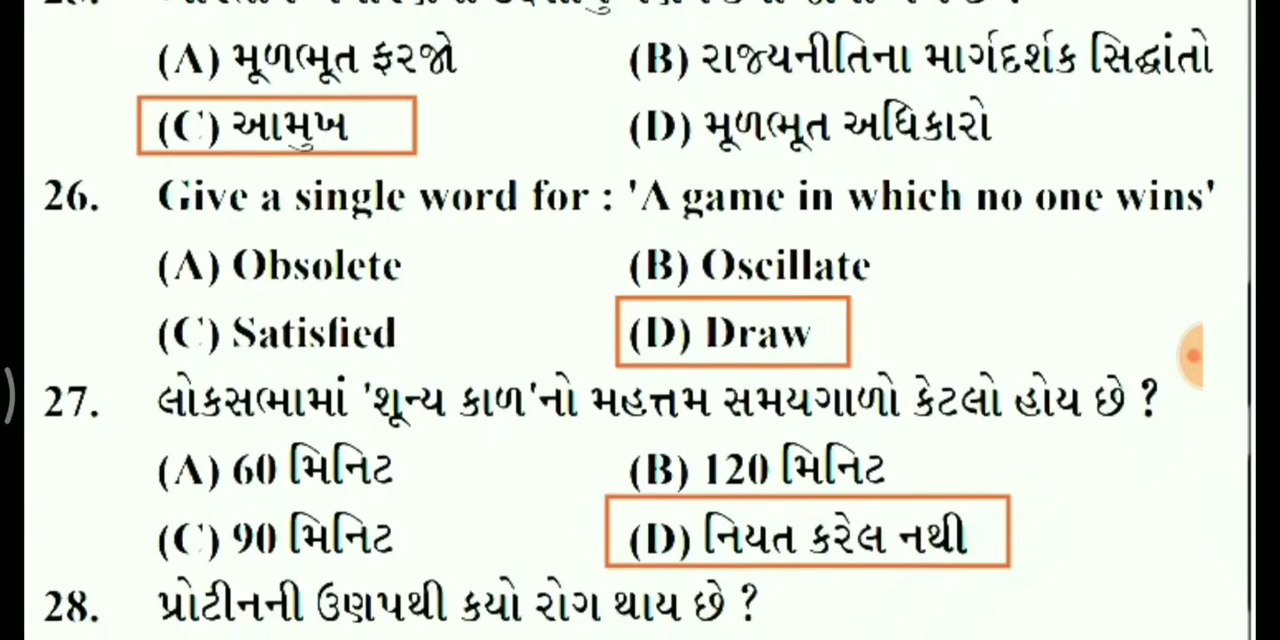 (A) મૂળભૂત ફરજો (B) રાજ્યનીતિના માર્ગદર્શક સિદ્ધાંતો
(C) આમુખ (D) મૂળભૂત અધિકારો
26. Give a single word for : 'A game in which no one wins'
(A) Obsolete (B) Oscillate
(C) Satisfied (D) Draw
27. લોકસભામાં 'શૂન્ય કાળ'નો મહત્તમ સમયગાળો કેટલો હોય છે ?
(A) 60 મિનિટ (B) 120 મિનિટ
(C) 90 મિનિટ (D) નિયત કરેલ નથી
28. પ્રોટીનની ઉણપથી કયો રોગ થાય છે ?